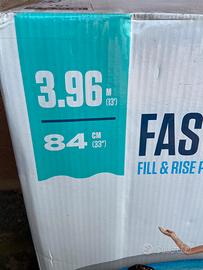 3.96 M (13')
84 CM (33")
FAS
FILL & RISE P